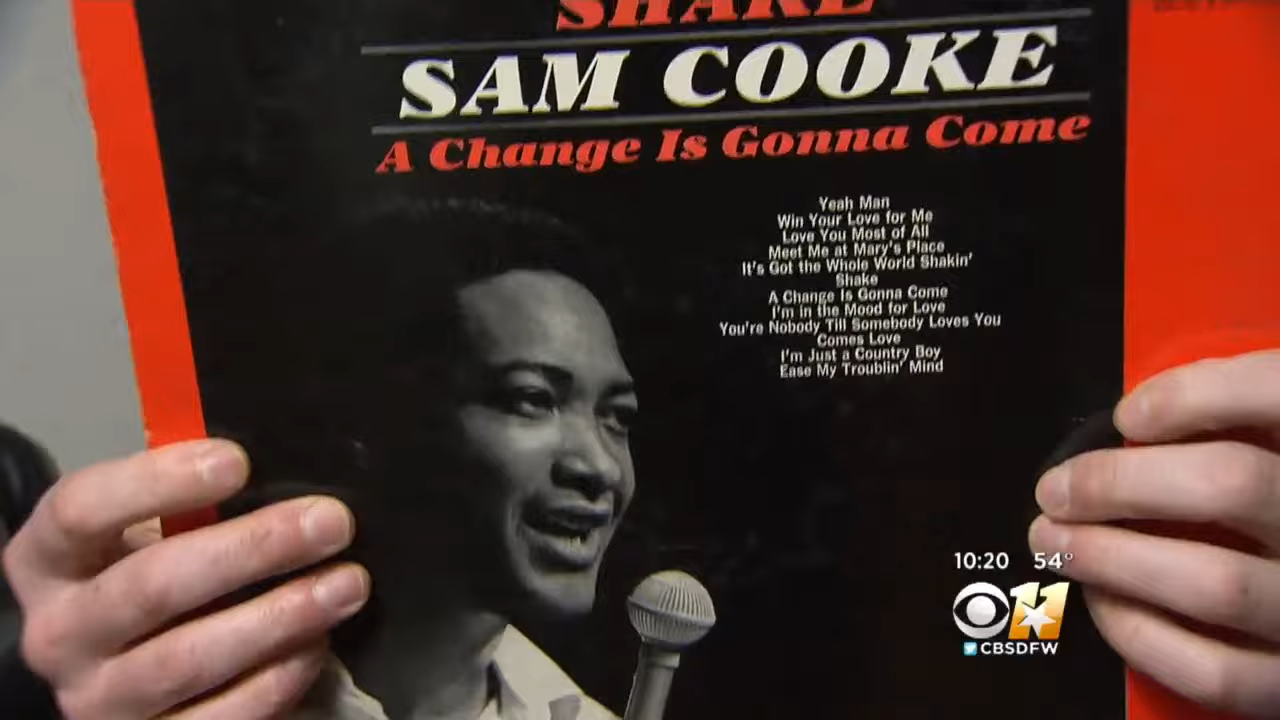 SHAKE
SAM COOKE
A Change Is Gonna Come
Yeah Man
Win Your Love for Me
Love You Most of All
Meet Me at Mary's Place
It's Got the Whole World Shakin'
Shake
A Change Is Gonna Come
I'm in the Mood for Love
You're Nobody Till Somebody Loves You
Comes Love
I'm Just a Country Boy
Ease My Troublin' Mind
10:20 54°
11
CBSDFW